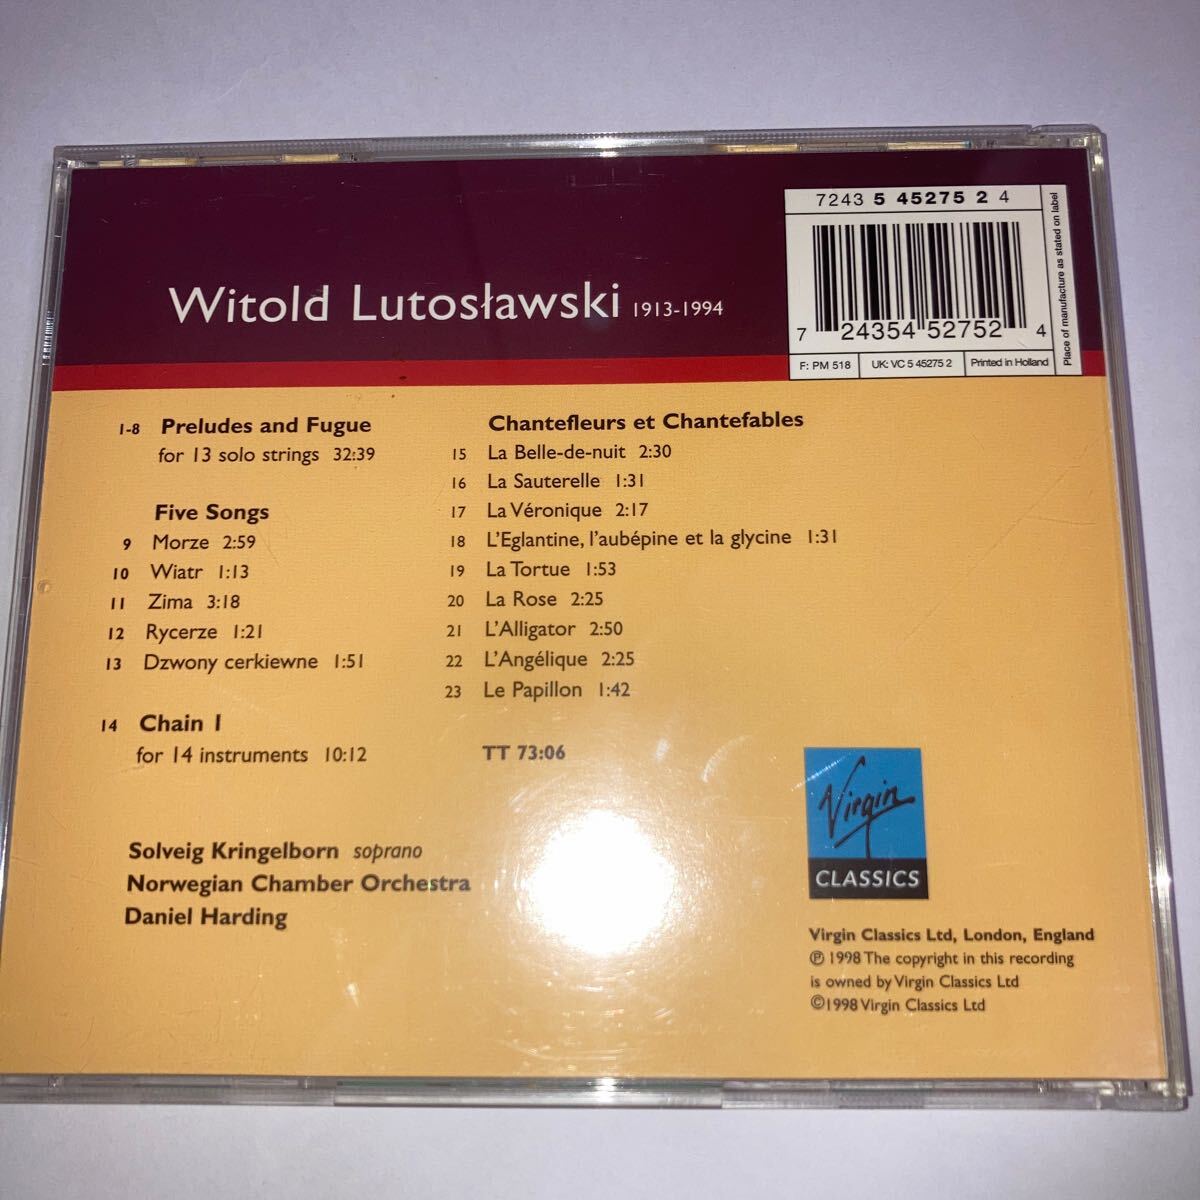 7243 5 45275 2 4
Place of manufacture as stated on label
7 24354 52752 4
F: PM 518
UK: VC 5 45275 2
Printed in Holland
Witold Lutosławski 1913-1994
1-8 Preludes and Fugue
for 13 solo strings 32:39
Five Songs
9 Morze 2:59
10 Wiatr 1:13
11 Zima 3:18
12 Rycerze 1:21
13 Dzwony cerkiewne 1:51
14 Chain 1
for 14 instruments 10:12
Chantefleurs et Chantefables
15 La Belle-de-nuit 2:30
16 La Sauterelle 1:31
17 La Véronique 2:17
18 L'Eglantine, l'aubépine et la glycine 1:31
19 La Tortue 1:53
20 La Rose 2:25
21 L'Alligator 2:50
22 L'Angélique 2:25
23 Le Papillon 1:42
TT 73:06
Solveig Kringelborn soprano
Norwegian Chamber Orchestra
Daniel Harding
Virgin
CLASSICS
Virgin Classics Ltd, London, England
℗ 1998 The copyright in this recording
is owned by Virgin Classics Ltd
©1998 Virgin Classics Ltd